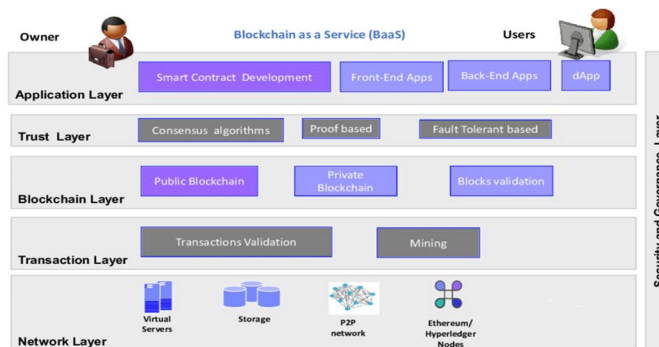 Owner
Blockchain as a Service (BaaS)
Users
Smart Contract Development
Front-End Apps
Back-End Apps
dApp
Application Layer
Consensus algorithms
Proof based
Fault Tolerant based
Trust Layer
Public Blockchain
Private
Blockchain
Blocks validation
Blockchain Layer
Transactions Validation
Mining
Transaction Layer
Virtual
Servers
Storage
P2P
network
Ethereum/
Hyperledger
Nodes
Network Layer
Security and Governance Layer